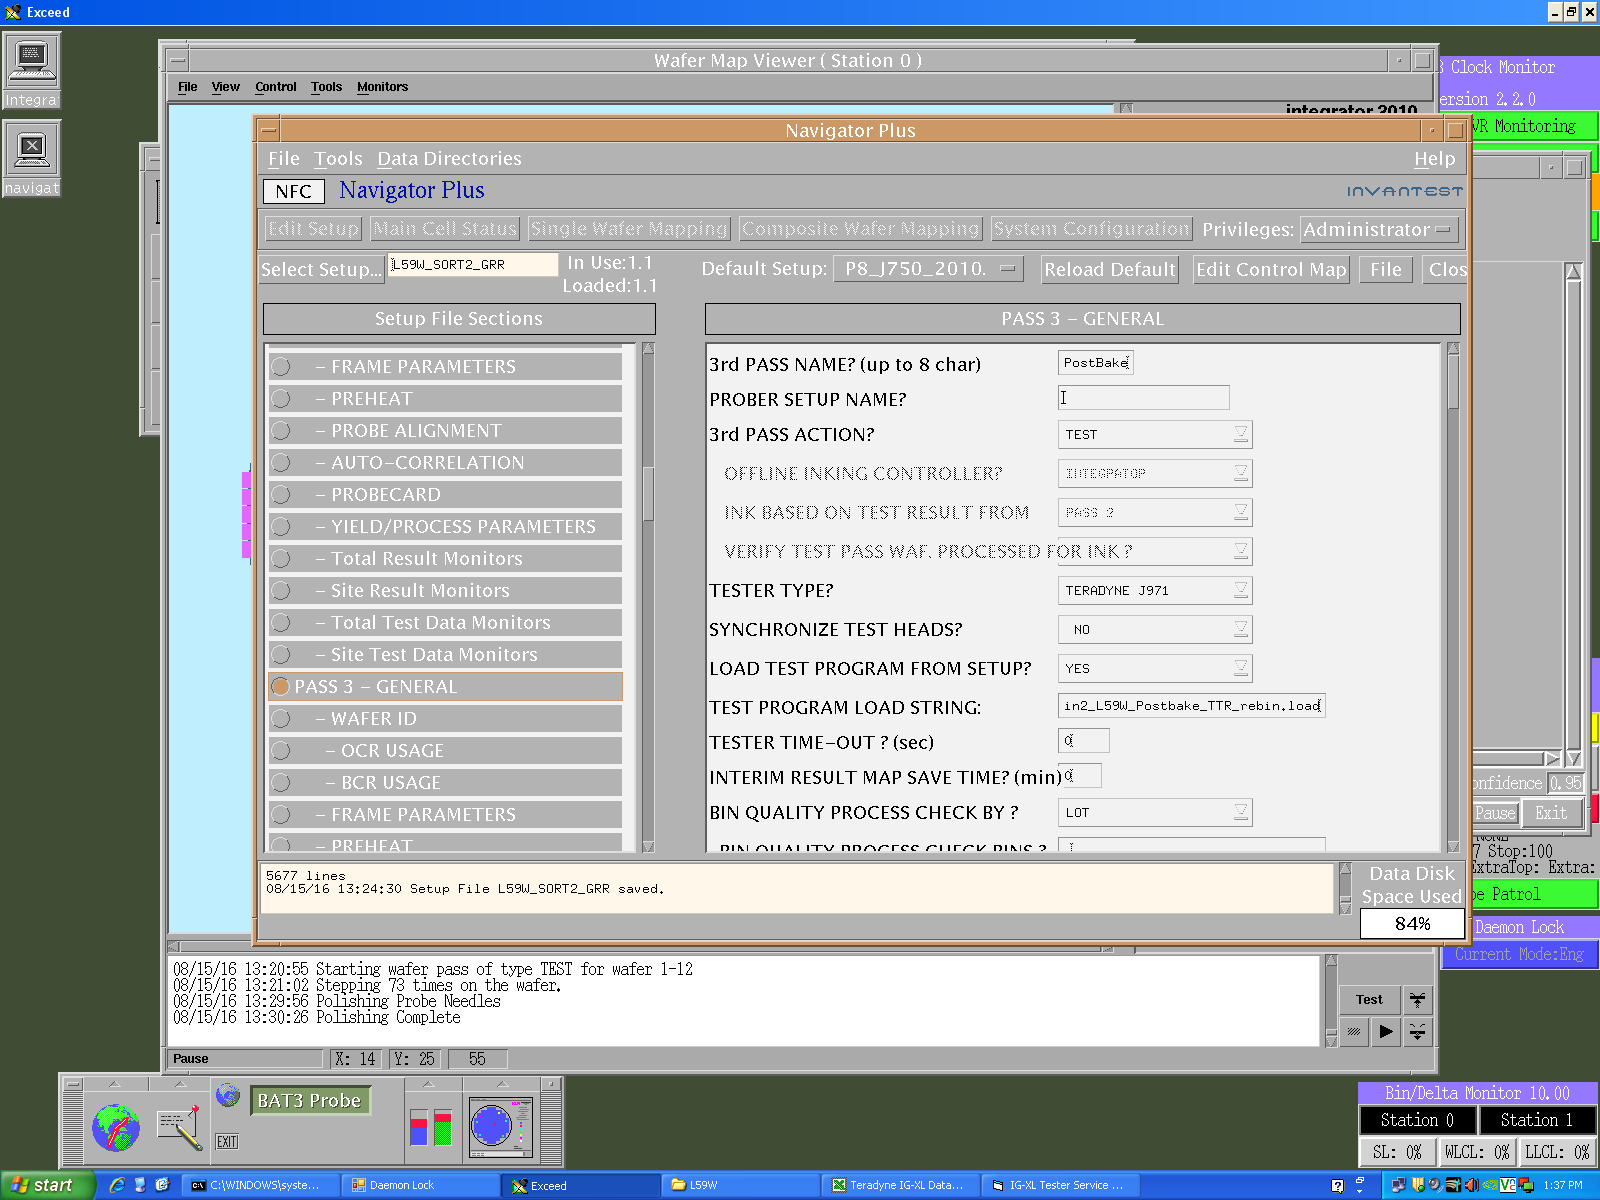 Exceed
Integra
navigat
Wafer Map Viewer ( Station 0 )
File View Control Tools Monitors
integrator 2010
Clock Monitor
ersion 2.2.0
VR Monitoring
Navigator Plus
File Tools Data Directories Help
NFC Navigator Plus INVANTEST
Edit Setup Main Cell Status Single Wafer Mapping Composite Wafer Mapping System Configuration Privileges: Administrator
Select Setup... L59W_SORT2_GRR In Use:1.1
Loaded:1.1
Default Setup: P8_J750_2010. Reload Default Edit Control Map File Clos
Setup File Sections
– FRAME PARAMETERS
– PREHEAT
– PROBE ALIGNMENT
– AUTO-CORRELATION
– PROBECARD
– YIELD/PROCESS PARAMETERS
– Total Result Monitors
– Site Result Monitors
– Total Test Data Monitors
– Site Test Data Monitors
PASS 3 – GENERAL
– WAFER ID
– OCR USAGE
– BCR USAGE
– FRAME PARAMETERS
– PREHEAT
PASS 3 – GENERAL
3rd PASS NAME? (up to 8 char) PostBake
PROBER SETUP NAME?
3rd PASS ACTION? TEST
OFFLINE INKING CONTROLLER? INTEGRATOR
INK BASED ON TEST RESULT FROM PASS 2
VERIFY TEST PASS WAF. PROCESSED FOR INK ?
TESTER TYPE? TERADYNE J971
SYNCHRONIZE TEST HEADS? NO
LOAD TEST PROGRAM FROM SETUP? YES
TEST PROGRAM LOAD STRING: in2_L59W_Postbake_TTR_rebin.load
TESTER TIME-OUT ? (sec) 0
INTERIM RESULT MAP SAVE TIME? (min) 0
BIN QUALITY PROCESS CHECK BY ? LOT
BIN QUALITY PROCESS CHECK BINS ?
5677 lines
08/15/16 13:24:30 Setup File L59W_SORT2_GRR saved.
Data Disk
Space Used
84%
onfidence 0.95
Pause Exit
7 Stop:100
ExtraTop: Extra:
pe Patrol
Daemon Lock
Current Mode:Eng
08/15/16 13:20:55 Starting wafer pass of type TEST for wafer 1-12
08/15/16 13:21:02 Stepping 73 times on the wafer.
08/15/16 13:29:56 Polishing Probe Needles
08/15/16 13:30:26 Polishing Complete
Test
Pause X: 14 Y: 25 55
BAT3 Probe
EXIT
Bin/Delta Monitor 10.00
Station 0 Station 1
SL: 0% WLCL: 0% LLCL: 0%
start C:\WINDOWS\syste... Daemon Lock Exceed L59W Teradyne IG-XL Data... IG-XL Tester Service ... 1:37 PM